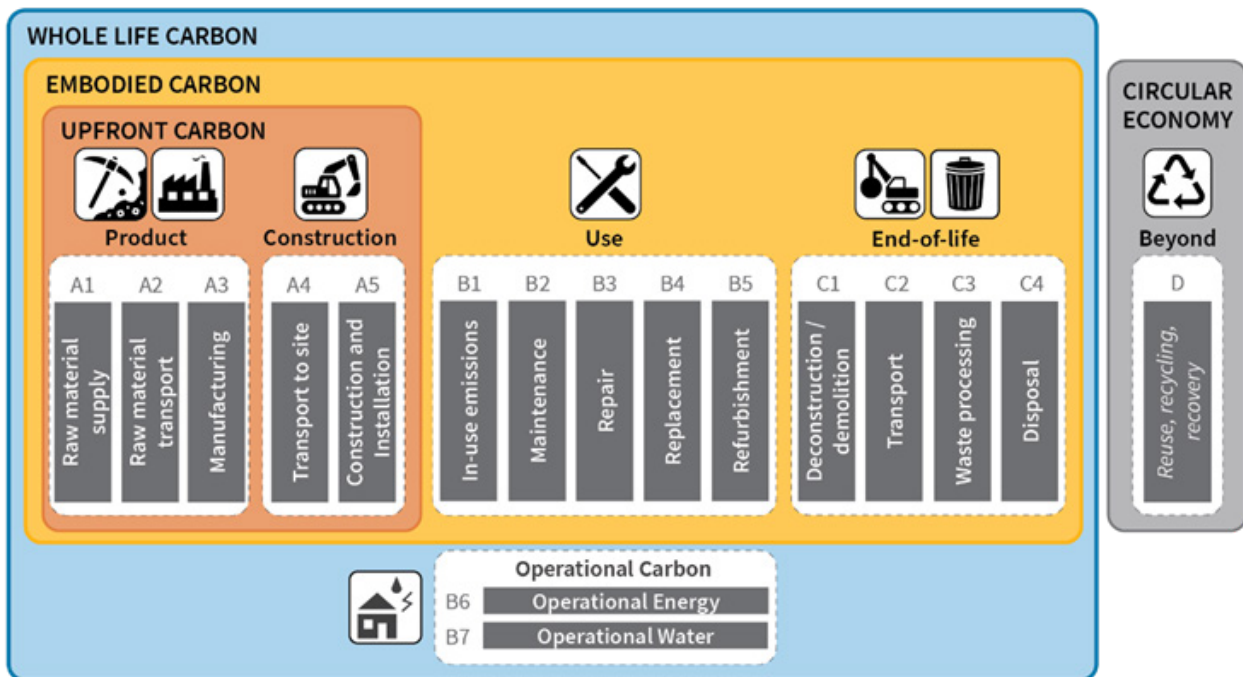 WHOLE LIFE CARBON
EMBODIED CARBON
UPFRONT CARBON
Product
A1
Raw material
supply
A2
Raw material
transport
A3
Manufacturing
Construction
A4
Transport to site
A5
Construction and
Installation
Use
B1
In-use emissions
B2
Maintenance
B3
Repair
B4
Replacement
B5
Refurbishment
End-of-life
C1
Deconstruction /
demolition
C2
Transport
C3
Waste processing
C4
Disposal
Operational Carbon
B6 Operational Energy
B7 Operational Water
CIRCULAR
ECONOMY
Beyond
D
Reuse, recycling,
recovery